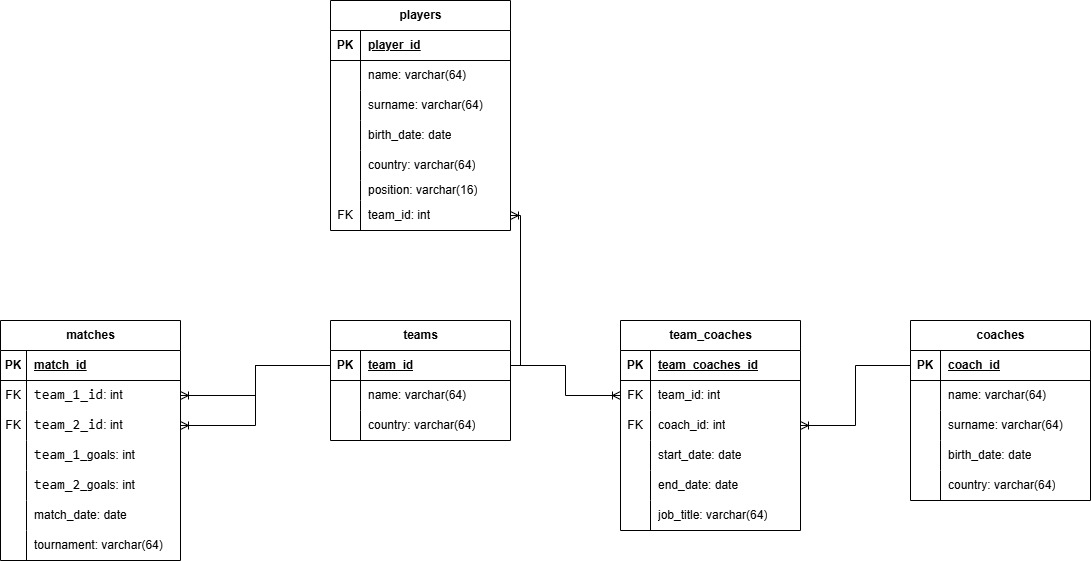 players
PK player_id
name: varchar(64)
surname: varchar(64)
birth_date: date
country: varchar(64)
position: varchar(16)
FK team_id: int
matches
PK match_id
FK team_1_id: int
FK team_2_id: int
team_1_goals: int
team_2_goals: int
match_date: date
tournament: varchar(64)
teams
PK team_id
name: varchar(64)
country: varchar(64)
team_coaches
PK team_coaches_id
FK team_id: int
FK coach_id: int
start_date: date
end_date: date
job_title: varchar(64)
coaches
PK coach_id
name: varchar(64)
surname: varchar(64)
birth_date: date
country: varchar(64)